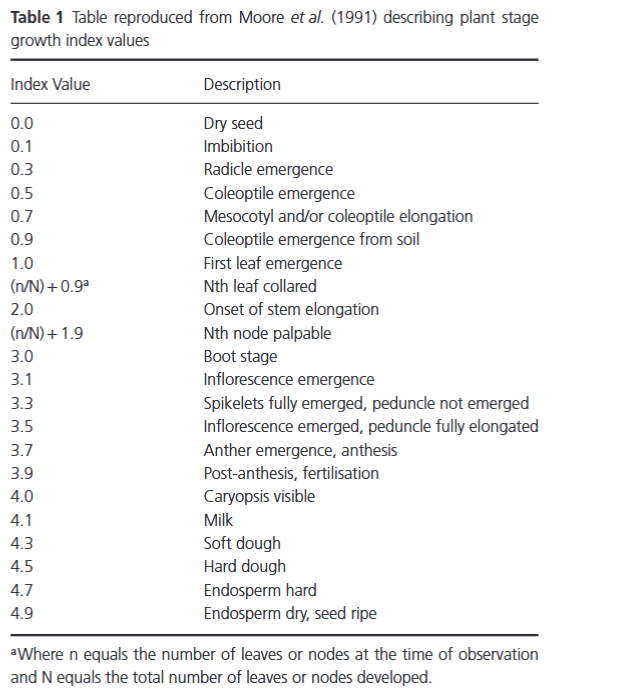 Table 1 Table reproduced from Moore et al. (1991) describing plant stage
growth index values
Index Value Description
0.0 Dry seed
0.1 Imbibition
0.3 Radicle emergence
0.5 Coleoptile emergence
0.7 Mesocotyl and/or coleoptile elongation
0.9 Coleoptile emergence from soil
1.0 First leaf emergence
(n/N) + 0.9ᵃ Nth leaf collared
2.0 Onset of stem elongation
(n/N) + 1.9 Nth node palpable
3.0 Boot stage
3.1 Inflorescence emergence
3.3 Spikelets fully emerged, peduncle not emerged
3.5 Inflorescence emerged, peduncle fully elongated
3.7 Anther emergence, anthesis
3.9 Post-anthesis, fertilisation
4.0 Caryopsis visible
4.1 Milk
4.3 Soft dough
4.5 Hard dough
4.7 Endosperm hard
4.9 Endosperm dry, seed ripe
ᵃWhere n equals the number of leaves or nodes at the time of observation
and N equals the total number of leaves or nodes developed.